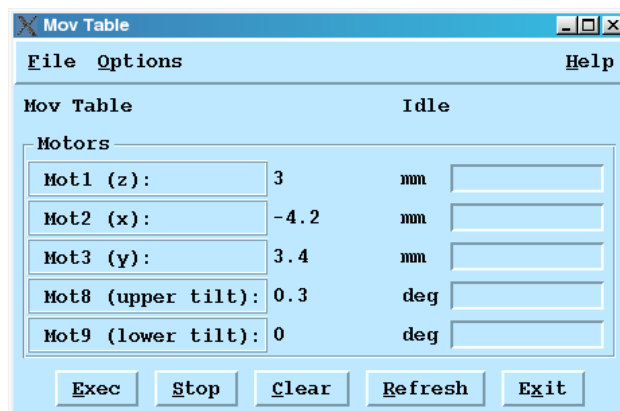 Mov Table
File Options Help
Mov Table Idle
Motors
Mot1 (z): 3 mm
Mot2 (x): -4.2 mm
Mot3 (y): 3.4 mm
Mot8 (upper tilt): 0.3 deg
Mot9 (lower tilt): 0 deg
Exec Stop Clear Refresh Exit